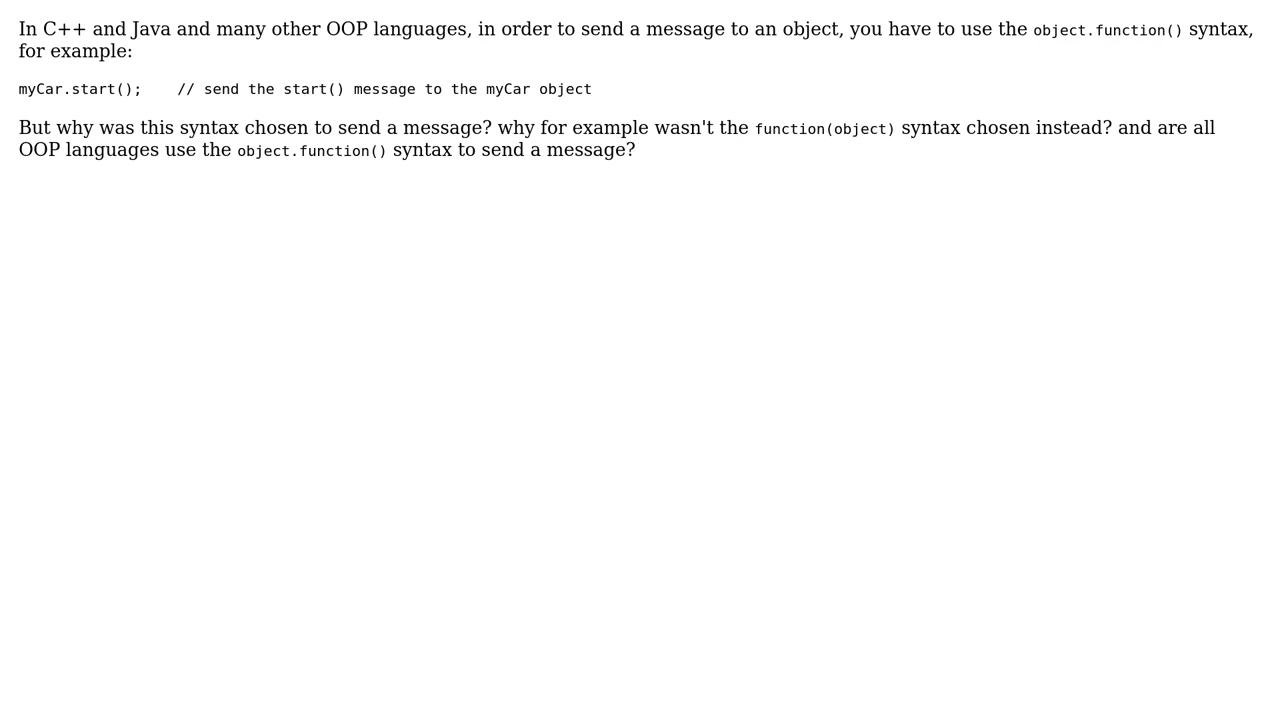 In C++ and Java and many other OOP languages, in order to send a message to an object, you have to use the object.function() syntax,
for example:
myCar.start();    // send the start() message to the myCar object
But why was this syntax chosen to send a message? why for example wasn't the function(object) syntax chosen instead? and are all
OOP languages use the object.function() syntax to send a message?